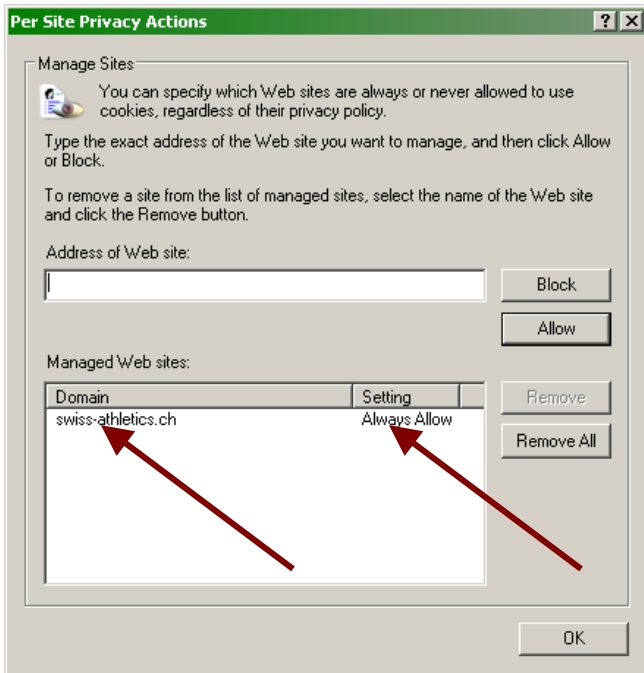 Per Site Privacy Actions
Manage Sites
You can specify which Web sites are always or never allowed to use
cookies, regardless of their privacy policy.
Type the exact address of the Web site you want to manage, and then click Allow
or Block.
To remove a site from the list of managed sites, select the name of the Web site
and click the Remove button.
Address of Web site:
Block
Allow
Managed Web sites:
Domain Setting
Remove
swiss-athletics.ch Always Allow
Remove All
OK